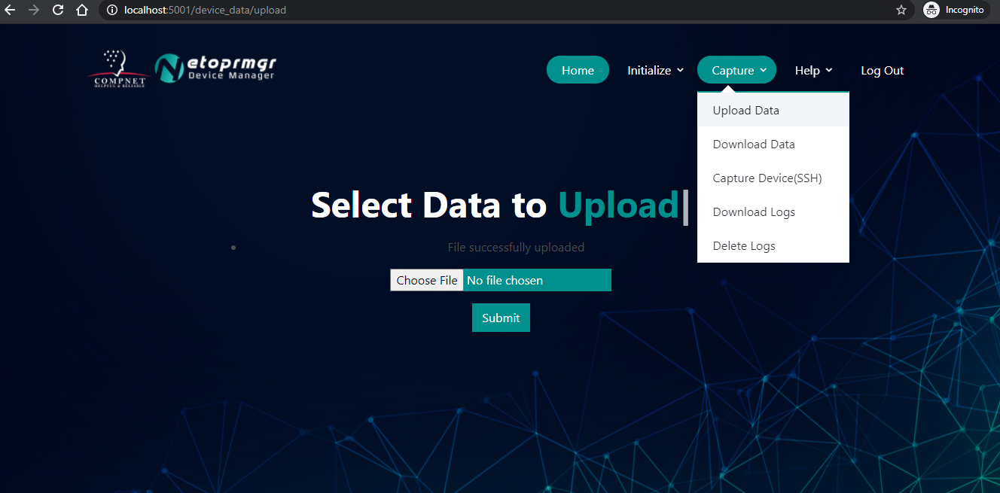 localhost:5001/device_data/upload
Incognito
COMPNET
HELPFUL & RELIABLE
Netoprmgr
Device Manager
Home
Initialize
Capture
Help
Log Out
Upload Data
Download Data
Capture Device(SSH)
Download Logs
Delete Logs
Select Data to Upload|
File successfully uploaded
Choose File No file chosen
Submit